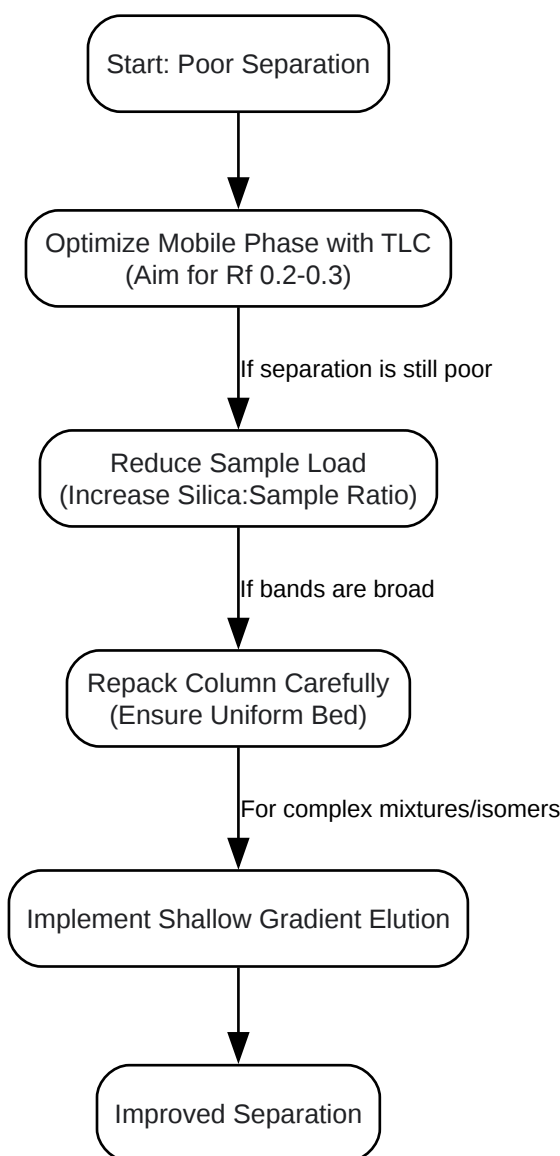 Start: Poor Separation
Optimize Mobile Phase with TLC
(Aim for Rf 0.2-0.3)
If separation is still poor
Reduce Sample Load
(Increase Silica:Sample Ratio)
If bands are broad
Repack Column Carefully
(Ensure Uniform Bed)
For complex mixtures/isomers
Implement Shallow Gradient Elution
Improved Separation